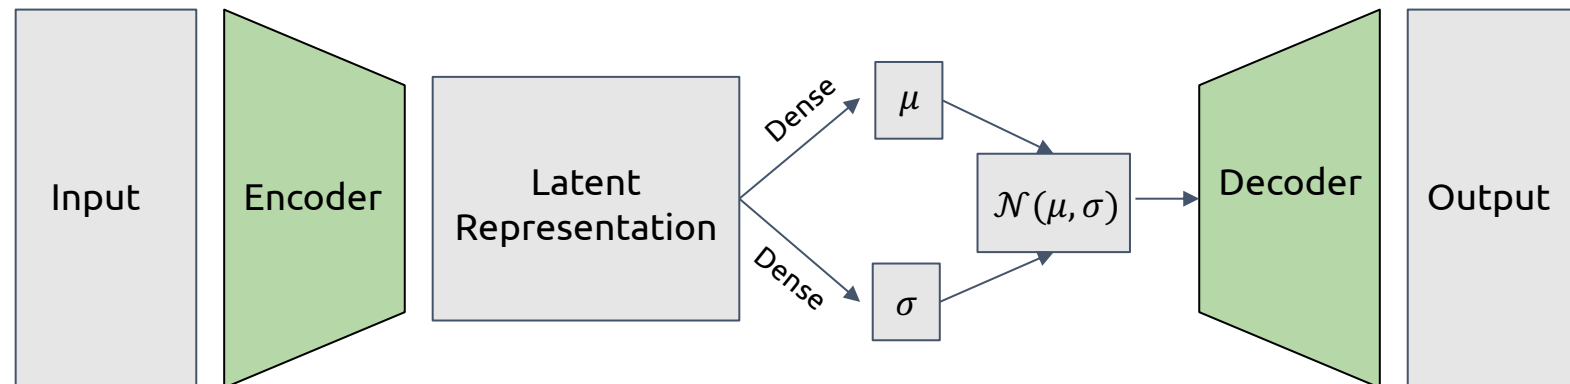 Input
Encoder
Latent
Representation
Dense
Dense
μ
σ
𝒩(μ, σ)
Decoder
Output